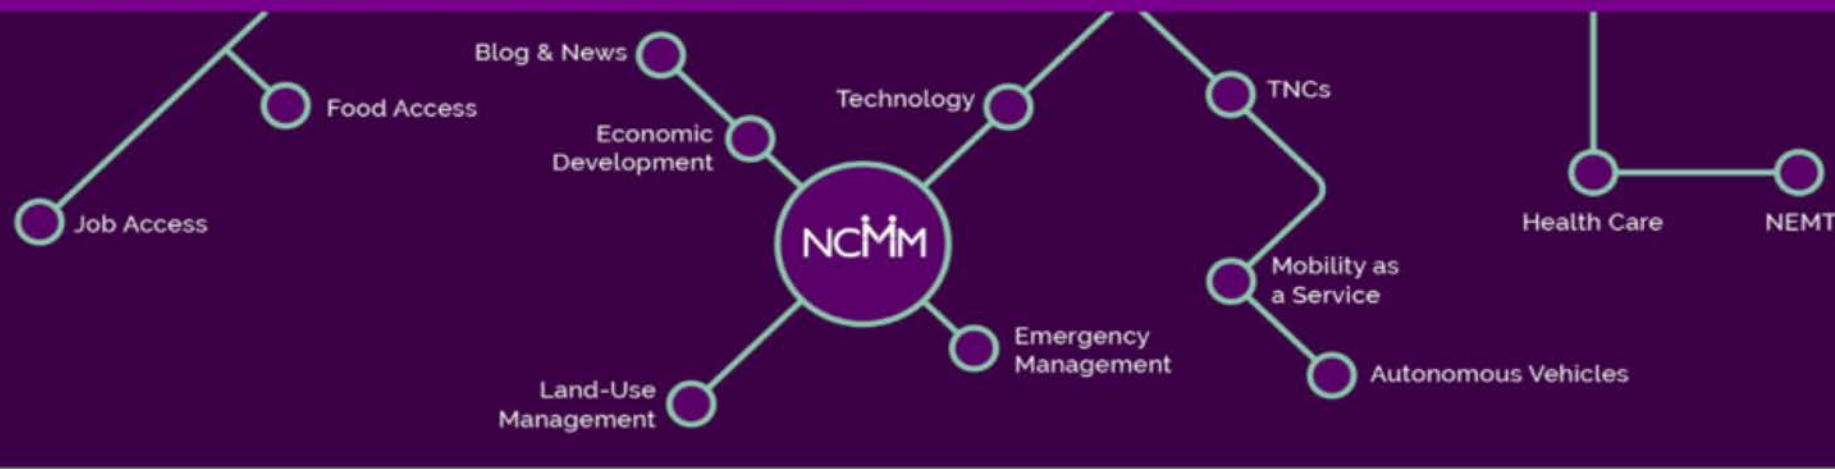 Blog & News
Food Access
Technology
TNCs
Economic
Development
Job Access
NCMM
Health Care
NEMT
Mobility as
a Service
Emergency
Management
Autonomous Vehicles
Land-Use
Management